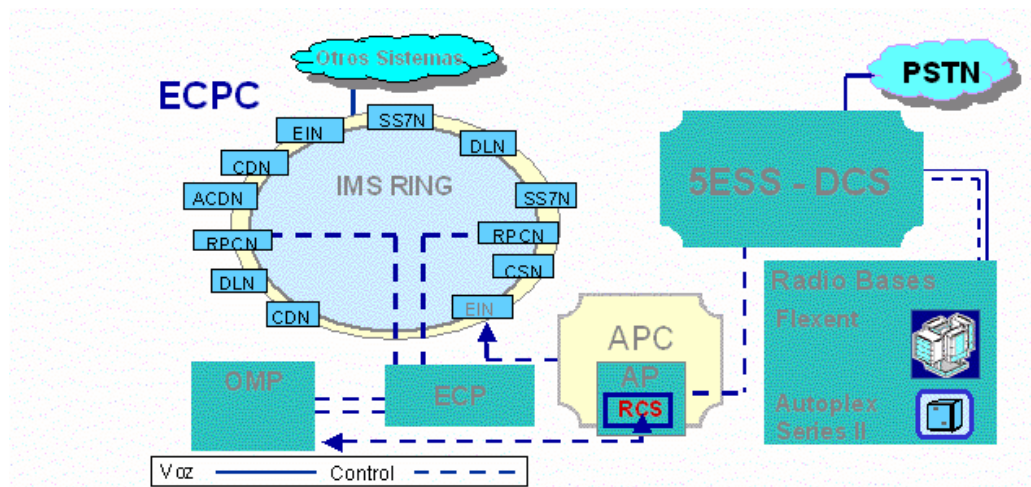 Otros Sistemas
PSTN
ECPC
SS7N
EIN
DLN
CDN
5ESS - DCS
IMS RING
ACDN
SS7N
RPCN
RPCN
CSN
DLN
Radio Bases
CDN
EIN
Flexent
APC
OMP
AP
ECP
RCS
Autoplex
Series II
Voz
Control